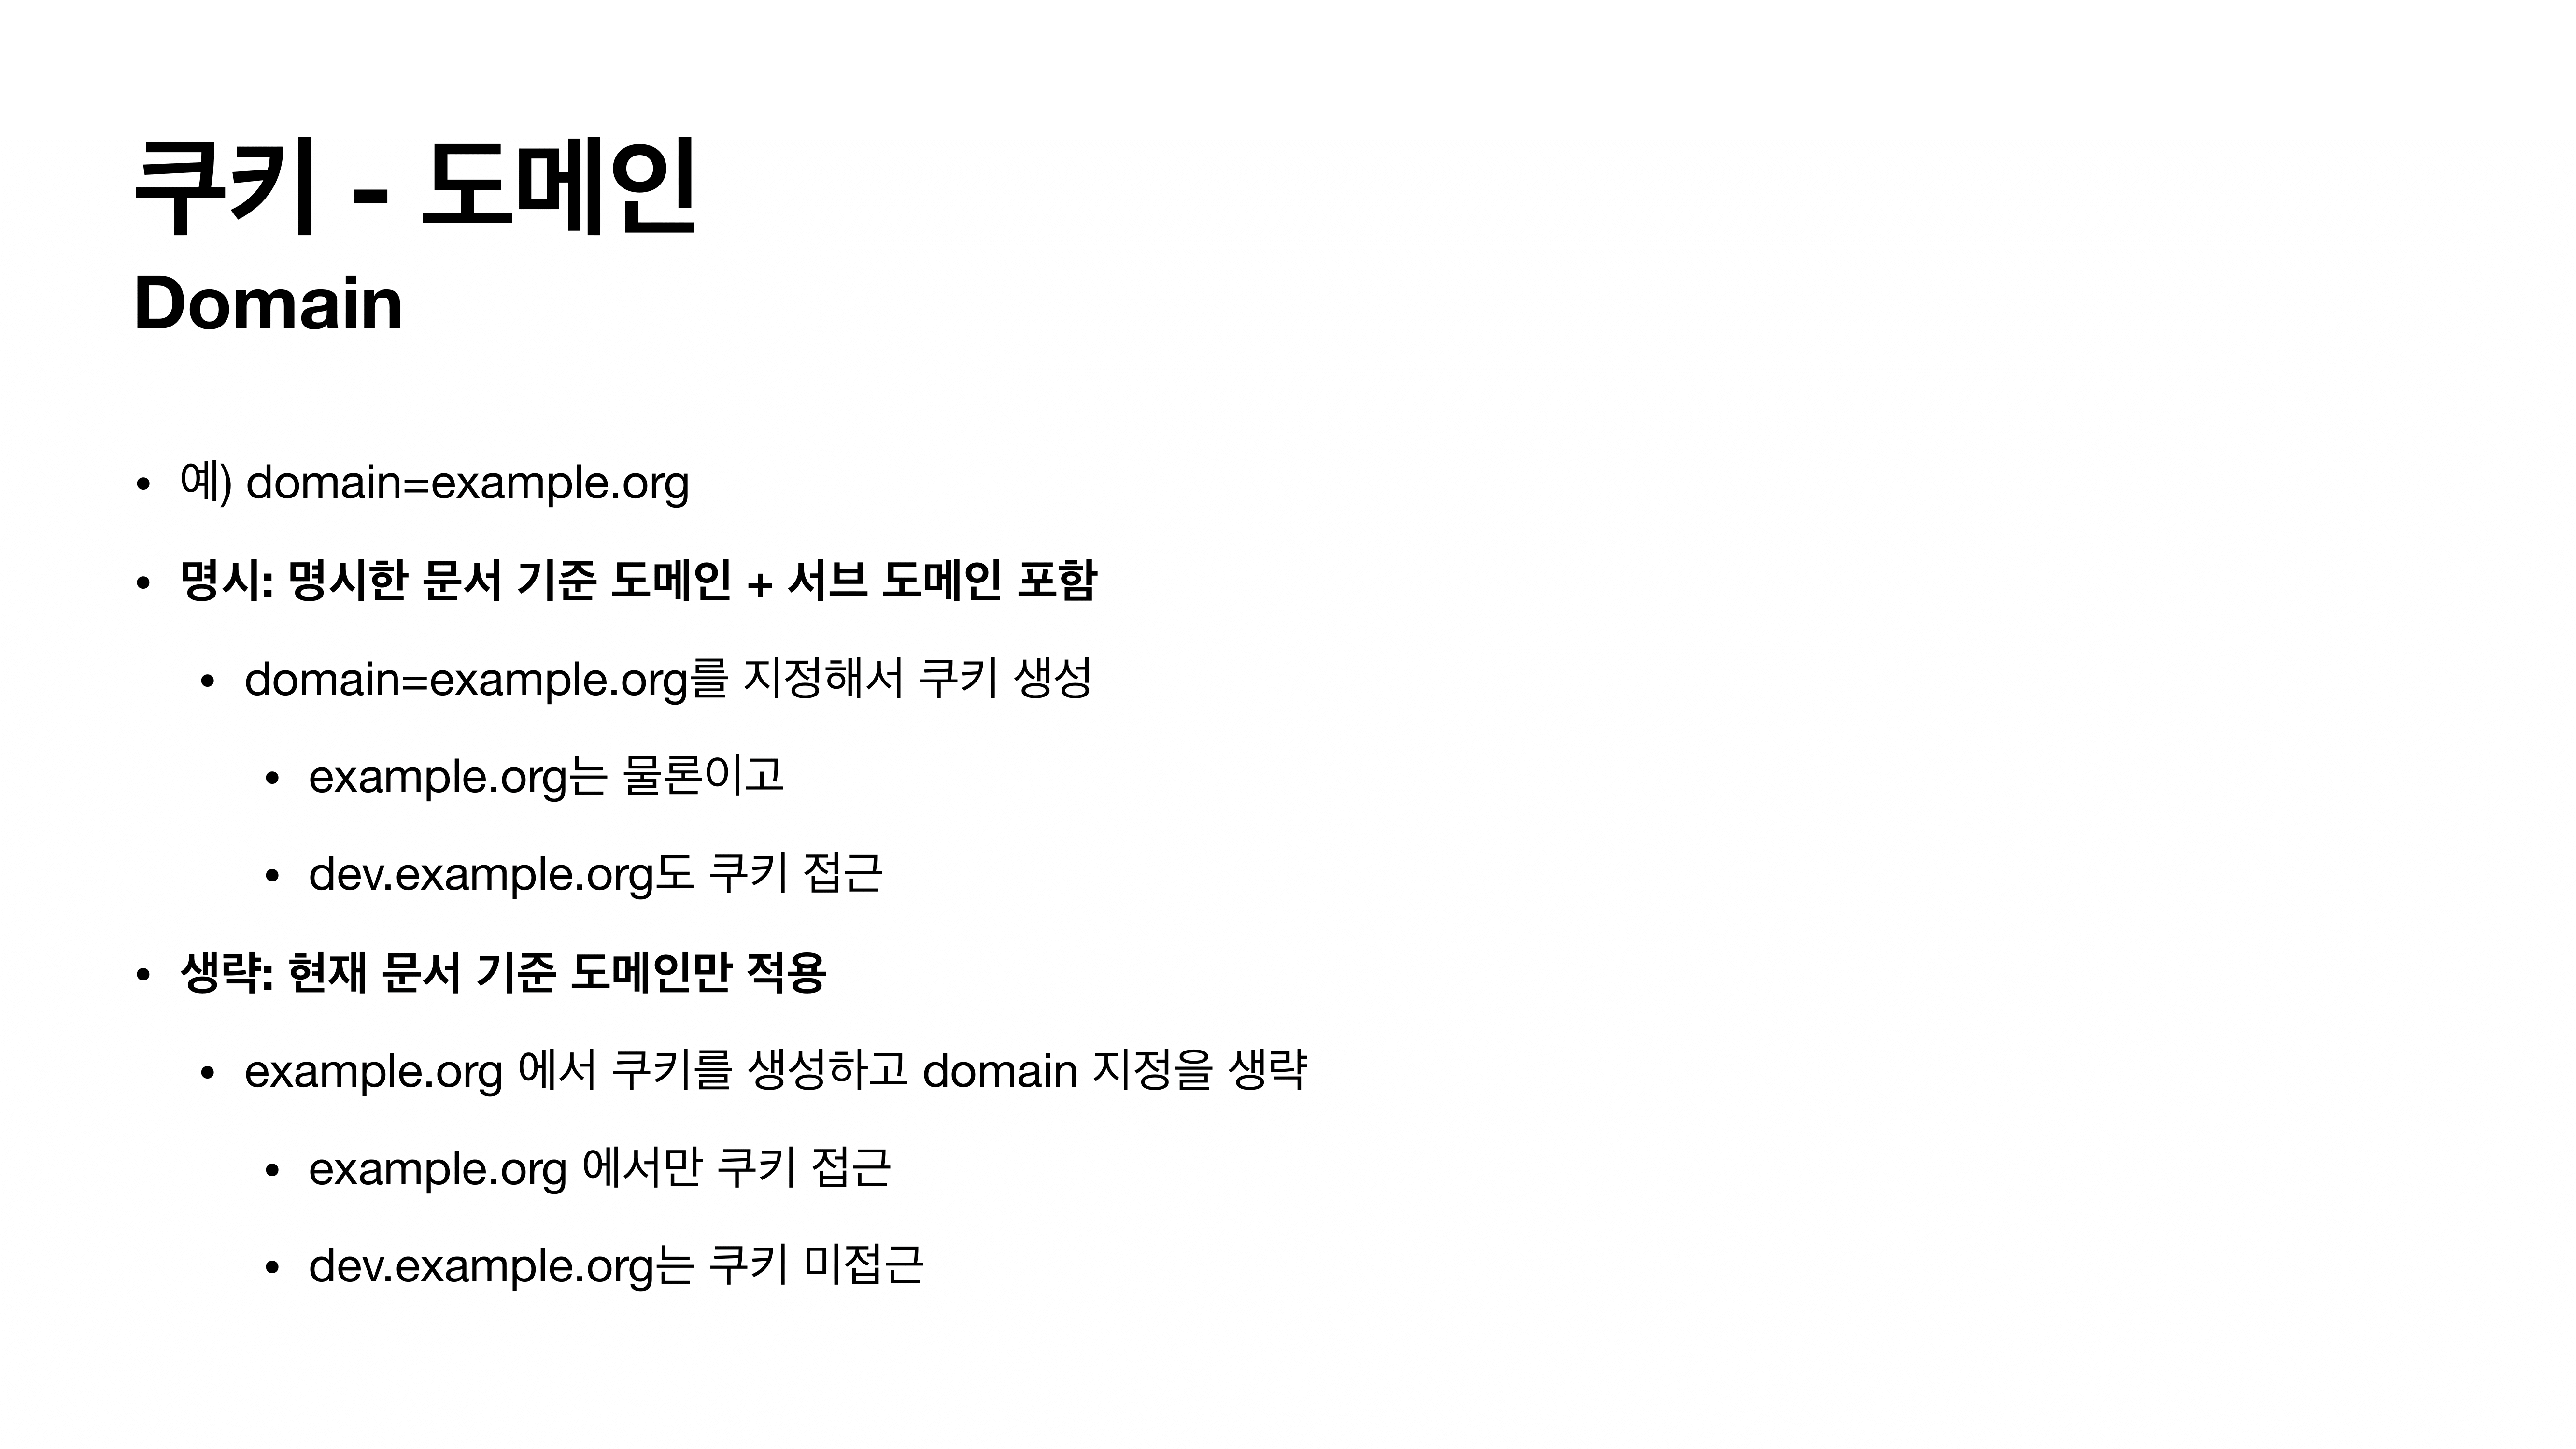 쿠키 - 도메인
Domain
• 예) domain=example.org
• 명시: 명시한 문서 기준 도메인 + 서브 도메인 포함
• domain=example.org를 지정해서 쿠키 생성
• example.org는 물론이고
• dev.example.org도 쿠키 접근
• 생략: 현재 문서 기준 도메인만 적용
• example.org 에서 쿠키를 생성하고 domain 지정을 생략
• example.org 에서만 쿠키 접근
• dev.example.org는 쿠키 미접근